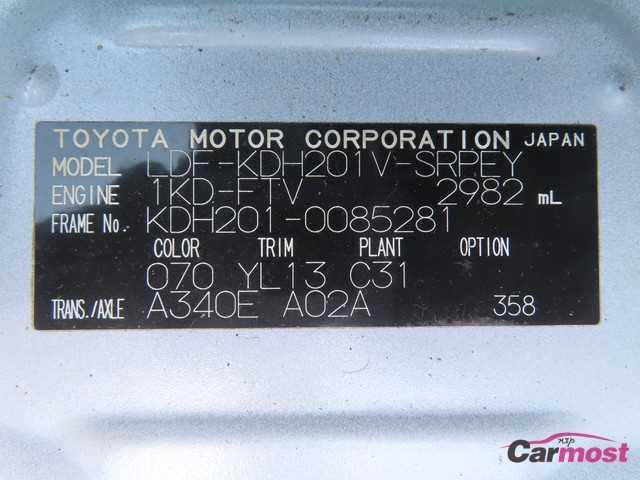 TOYOTA MOTOR CORPORATION JAPAN
MODEL LDF-KDH201V-SRPEY
ENGINE 1KD-FTV 2982 mL
FRAME No. KDH201-0085281
COLOR TRIM PLANT OPTION
070 YL13 C31
TRANS./AXLE A340E A02A 358
КЭР
Carmost